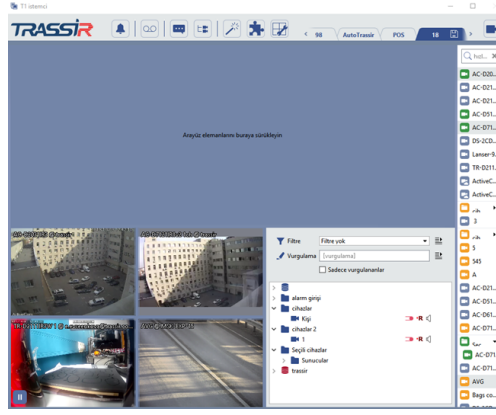 T1 istemci
TRASSIR
98
AutoTrassir
POS
18
Arayüz elemanlarını buraya sürükleyin
Filtre
Filtre yok
Vurgulama
[vurgulama]
Sadece vurgulananlar
alarm girişi
cihazlar
Kişi
R
cihazlar 2
1
R
Seçili cihazlar
Sunucular
trassir
AC-D20...
AC-D21...
AC-D21...
AC-D51...
AC-D71...
DS-2CD...
Lanser-9...
TR-D211...
ActiveC...
ActiveC...
3
5
545
A
AC-D21...
AC-D51...
AC-D61...
AC-D71...
AC-D71
AC-D71...
AVG
Bags co...